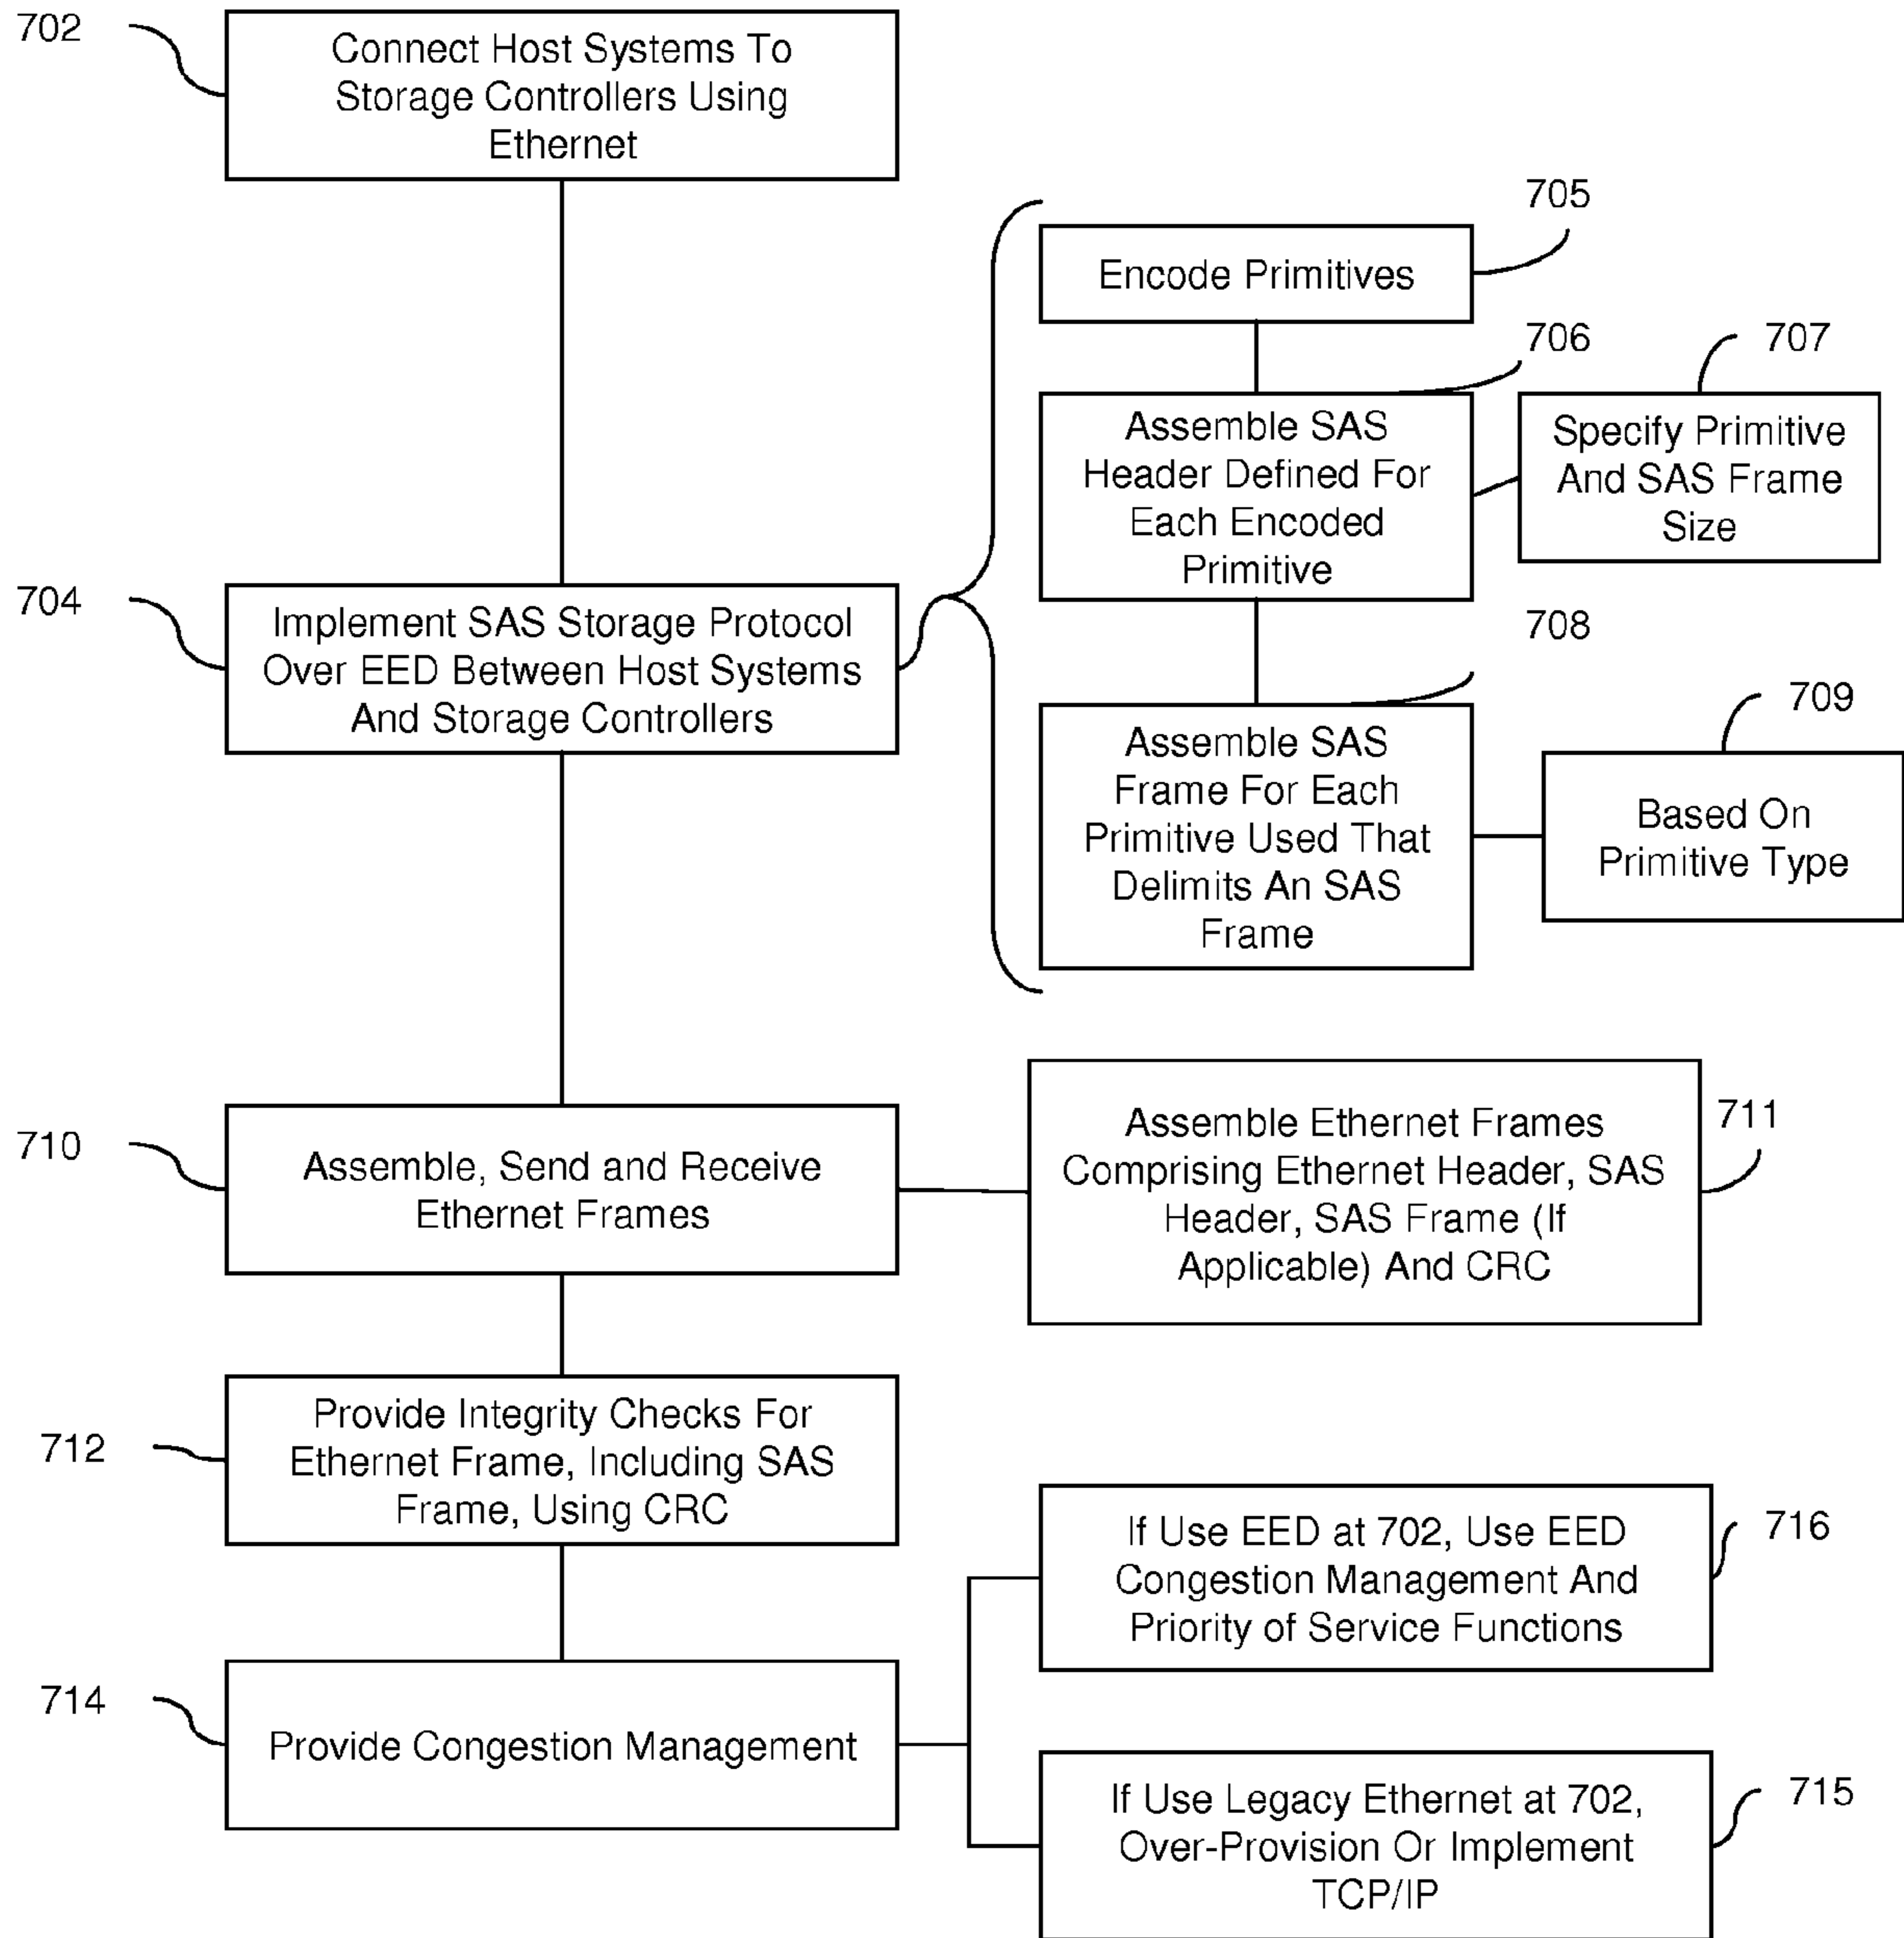 702
Connect Host Systems To
Storage Controllers Using
Ethernet
705
Encode Primitives
706
707
Assemble SAS
Header Defined For
Each Encoded
Primitive
Specify Primitive
And SAS Frame
Size
704
Implement SAS Storage Protocol
Over EED Between Host Systems
And Storage Controllers
708
709
Assemble SAS
Frame For Each
Primitive Used That
Delimits An SAS
Frame
Based On
Primitive Type
710
Assemble, Send and Receive
Ethernet Frames
711
Assemble Ethernet Frames
Comprising Ethernet Header, SAS
Header, SAS Frame (If
Applicable) And CRC
712
Provide Integrity Checks For
Ethernet Frame, Including SAS
Frame, Using CRC
716
If Use EED at 702, Use EED
Congestion Management And
Priority of Service Functions
714
Provide Congestion Management
715
If Use Legacy Ethernet at 702,
Over-Provision Or Implement
TCP/IP